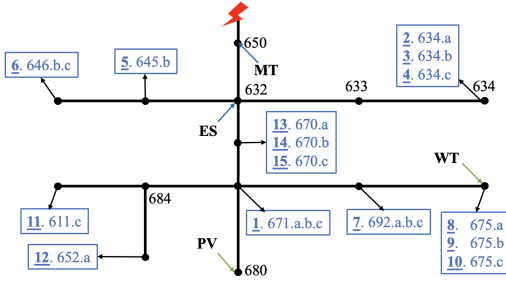 650
MT
2. 634.a
3. 634.b
4. 634.c
6. 646.b.c
5. 645.b
632
633
634
ES
13. 670.a
14. 670.b
15. 670.c
WT
684
11. 611.c
1. 671.a.b.c
7. 692.a.b.c
8. 675.a
9. 675.b
10. 675.c
12. 652.a
PV
680